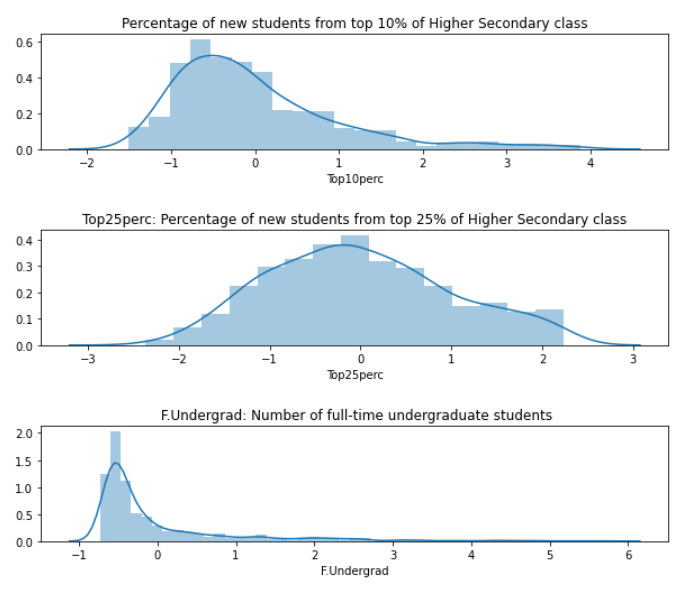 Percentage of new students from top 10% of Higher Secondary class
0.6
0.4
0.2
0.0
−2 −1 0 1 2 3 4
Top10perc
Top25perc: Percentage of new students from top 25% of Higher Secondary class
0.4
0.3
0.2
0.1
0.0
−3 −2 −1 0 1 2 3
Top25perc
F.Undergrad: Number of full-time undergraduate students
2.0
1.5
1.0
0.5
0.0
−1 0 1 2 3 4 5 6
F.Undergrad